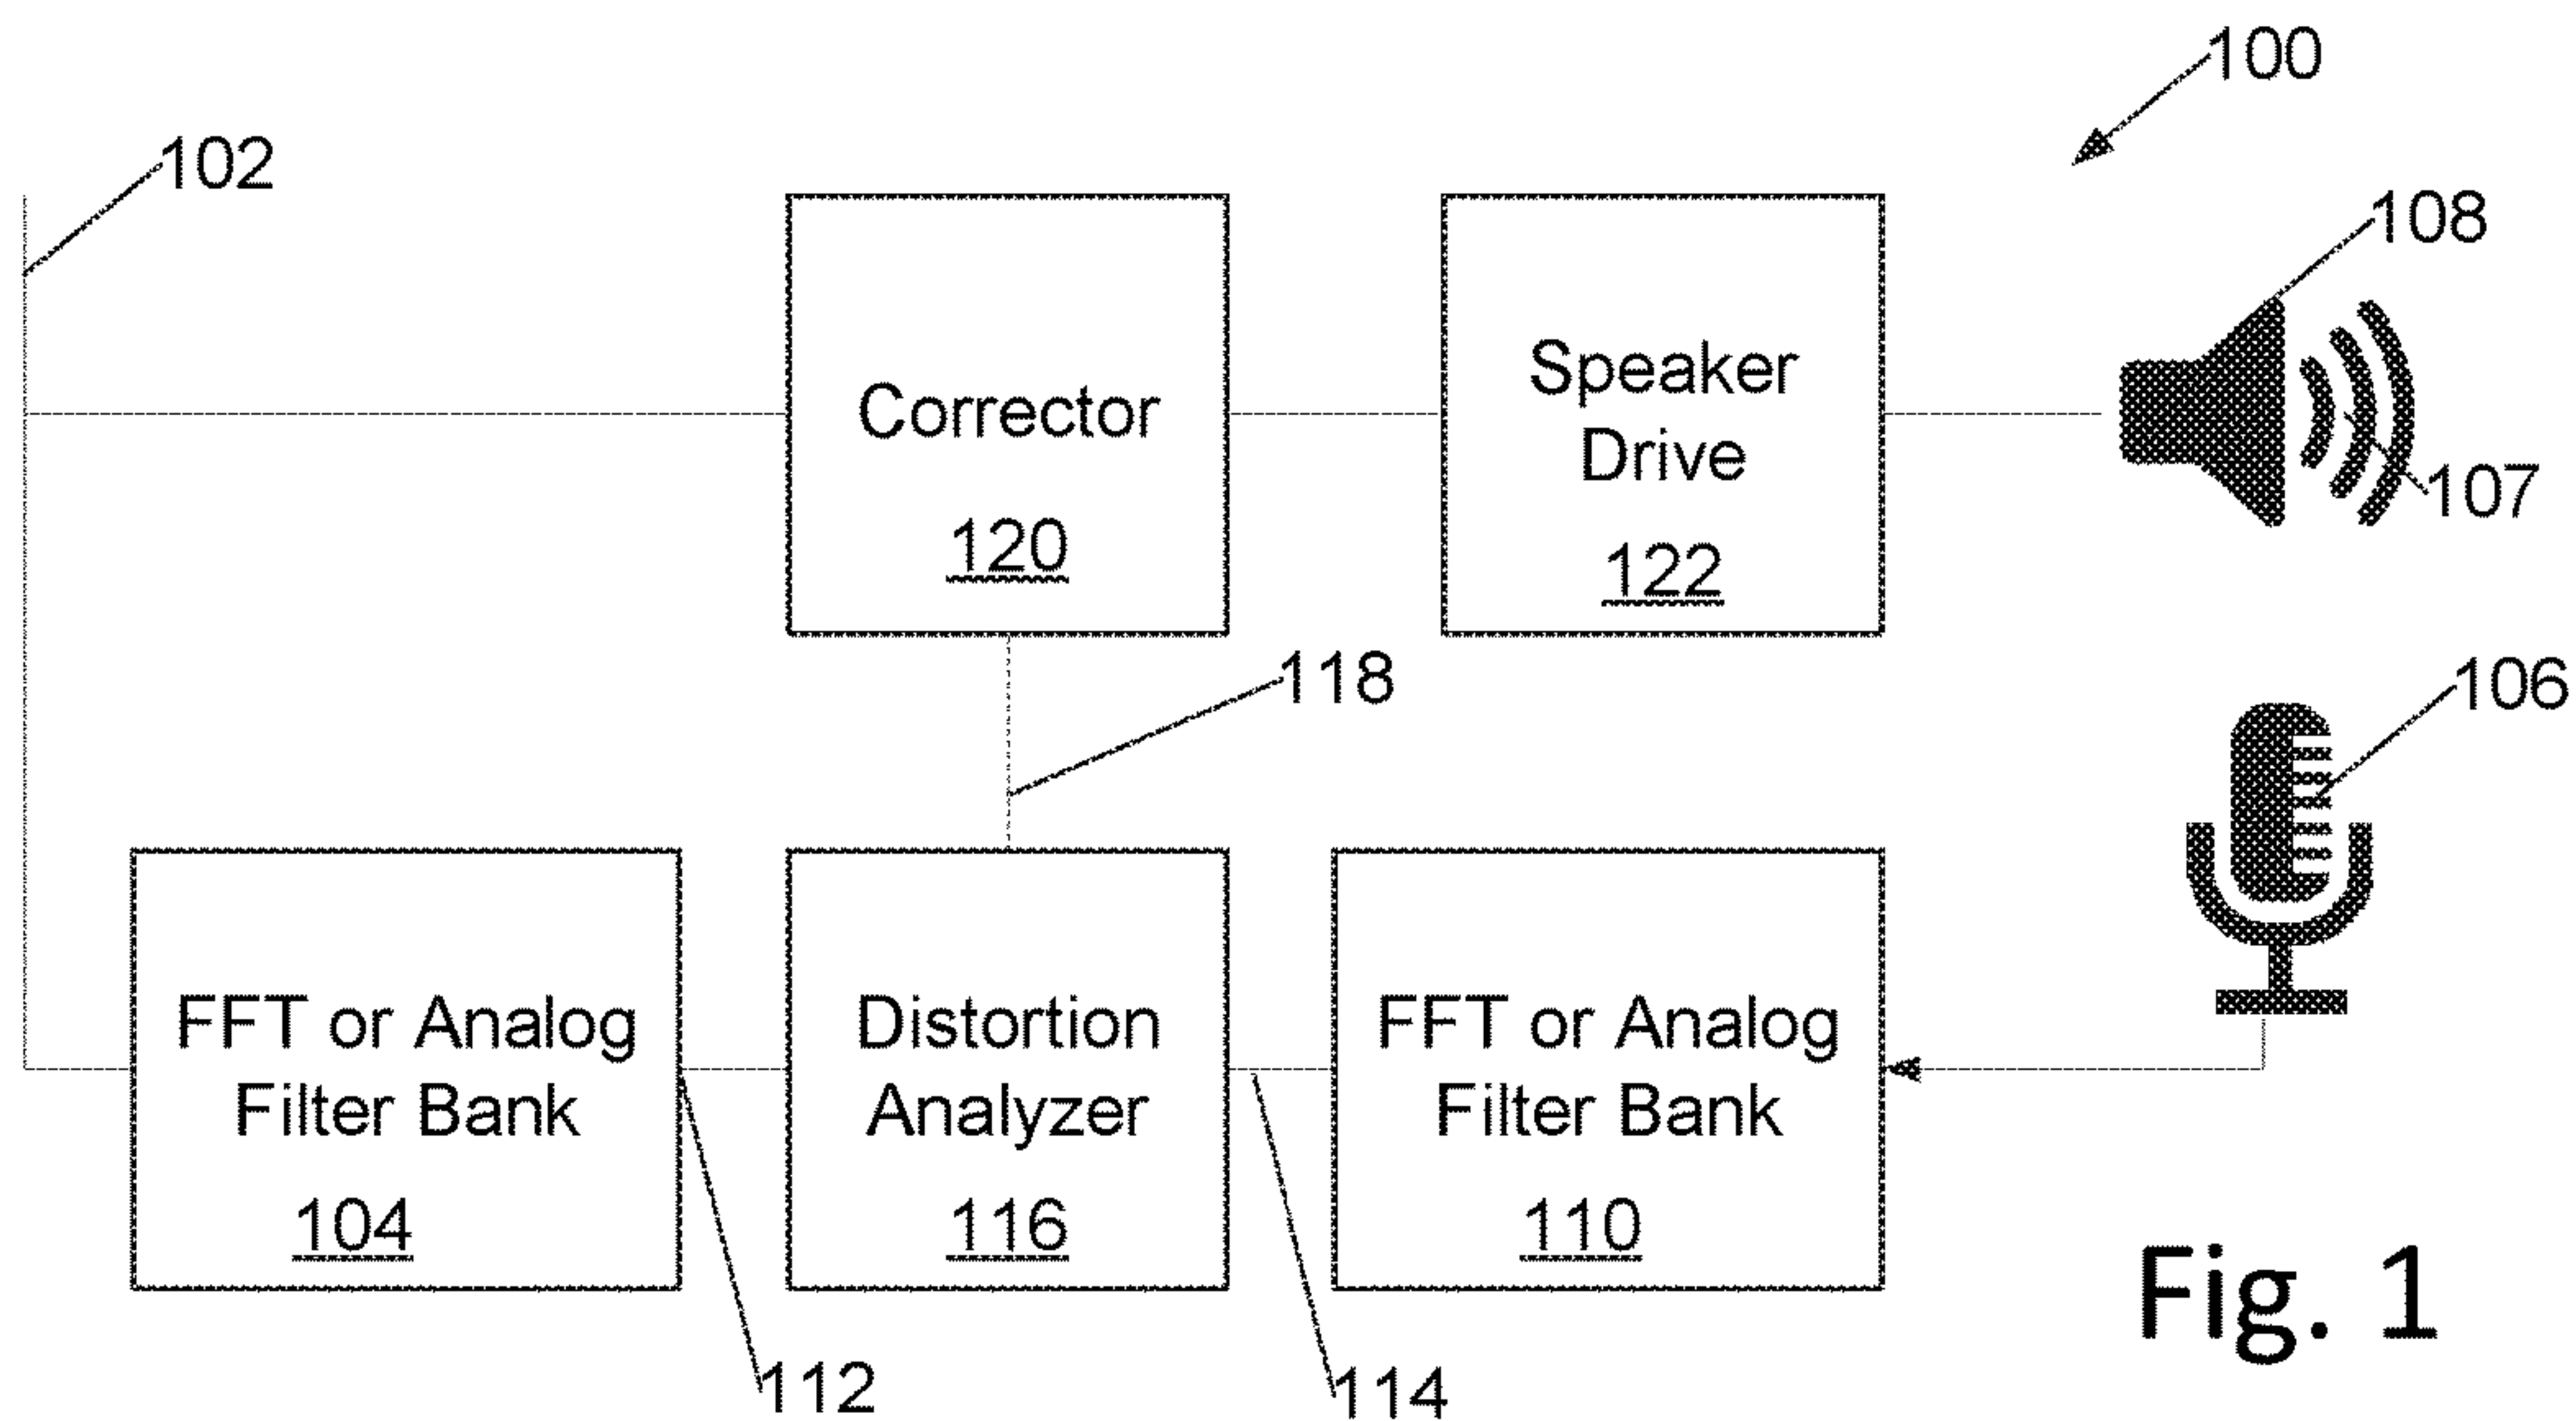 100
102
108
Corrector
120
Speaker
Drive
122
107
118
106
FFT or Analog
Filter Bank
104
Distortion
Analyzer
116
FFT or Analog
Filter Bank
110
112
114
Fig. 1